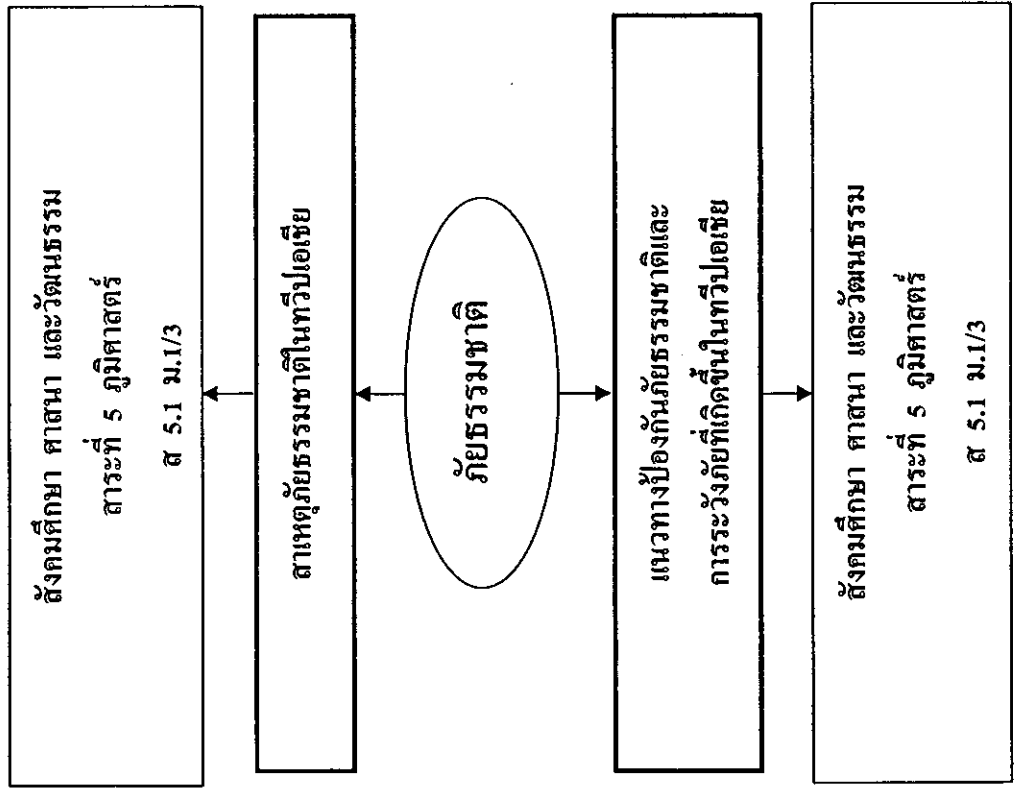 สังคมศึกษา ศาสนา และวัฒนธรรม
สาระที่ 5 ภูมิศาสตร์
ส 5.1 ม.1/3
สาเหตุภัยธรรมชาติในทวีปเอเชีย
ภัยธรรมชาติ
แนวทางป้องกันภัยธรรมชาติและ
การระวังภัยที่เกิดขึ้นในทวีปเอเชีย
สังคมศึกษา ศาสนา และวัฒนธรรม
สาระที่ 5 ภูมิศาสตร์
ส 5.1 ม.1/3